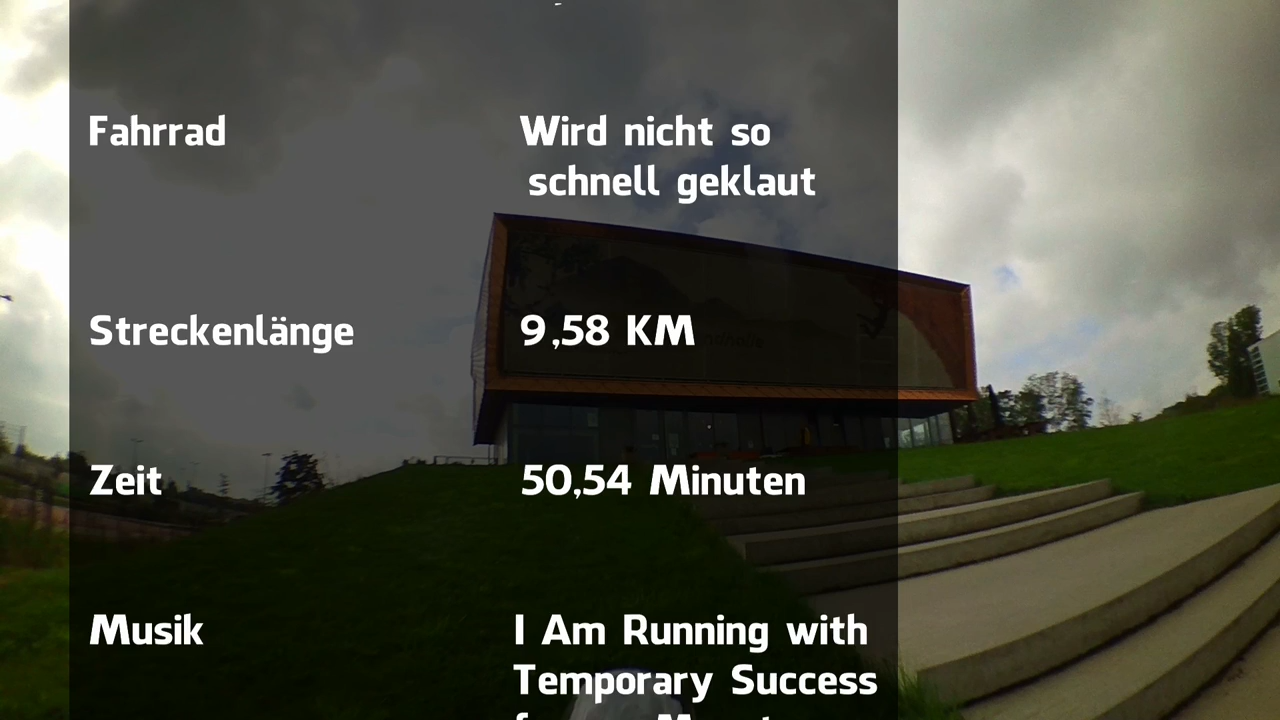 Fahrrad
Wird nicht so
schnell geklaut
Streckenlänge
9,58 KM
Zeit
50,54 Minuten
Musik
I Am Running with
Temporary Success